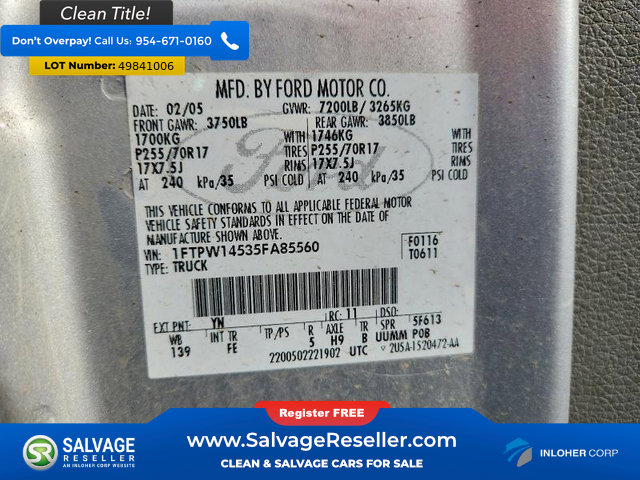 Clean Title!
Don't Overpay! Call Us: 954-671-0160
LOT Number: 49841006
MFD. BY FORD MOTOR CO.
DATE: 02/05 GVWR: 7200LB/ 3265KG
FRONT GAWR: 3750LB REAR GAWR: 3850LB
1700KG WITH 1746KG WITH
P255/70R17 TIRES P255/70R17 TIRES
17X7.5J RIMS 17X7.5J RIMS
AT 240 kPa/35 PSI COLD AT 240 kPa/35 PSI COLD
THIS VEHICLE CONFORMS TO ALL APPLICABLE FEDERAL MOTOR
VEHICLE SAFETY STANDARDS IN EFFECT ON THE DATE OF
MANUFACTURE SHOWN ABOVE.
VIN: 1FTPW14535FA85560 F0116
TYPE: TRUCK T0611
Ford
EXT PNT: YN RC: 11 DSO:
WB INT TR TP/PS R AXLE TR SPR 5F613
139 FE 5 H9 B UUMM POB
2200502221902 UTC V 2U5A-1520472-AA
Register FREE
SALVAGE
RESELLER
AN INLOHER CORP WEBSITE
www.SalvageReseller.com
CLEAN & SALVAGE CARS FOR SALE
INLOHER CORP